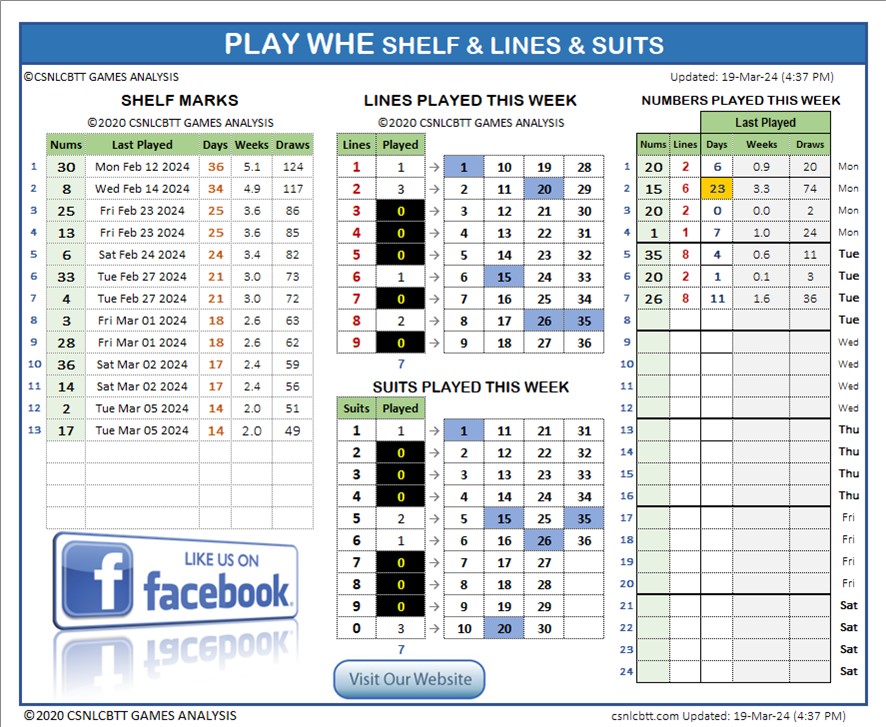 PLAY WHE SHELF & LINES & SUITS
©CSNLCBTT GAMES ANALYSIS
Updated: 19-Mar-24 (4:37 PM)
SHELF MARKS
©2020 CSNLCBTT GAMES ANALYSIS
Nums Last Played Days Weeks Draws
1 30 Mon Feb 12 2024 36 5.1 124
2 8 Wed Feb 14 2024 34 4.9 117
3 25 Fri Feb 23 2024 25 3.6 86
4 13 Fri Feb 23 2024 25 3.6 85
5 6 Sat Feb 24 2024 24 3.4 82
6 33 Tue Feb 27 2024 21 3.0 73
7 4 Tue Feb 27 2024 21 3.0 72
8 3 Fri Mar 01 2024 18 2.6 63
9 28 Fri Mar 01 2024 18 2.6 62
10 36 Sat Mar 02 2024 17 2.4 59
11 14 Sat Mar 02 2024 17 2.4 56
12 2 Tue Mar 05 2024 14 2.0 51
13 17 Tue Mar 05 2024 14 2.0 49
LIKE US ON
facebook.
LINES PLAYED THIS WEEK
©2020 CSNLCBTT GAMES ANALYSIS
Lines Played
1 1 → 1 10 19 28
2 3 → 2 11 20 29
3 0 → 3 12 21 30
4 0 → 4 13 22 31
5 0 → 5 14 23 32
6 1 → 6 15 24 33
7 0 → 7 16 25 34
8 2 → 8 17 26 35
9 0 → 9 18 27 36
7
SUITS PLAYED THIS WEEK
Suits Played
1 1 → 1 11 21 31
2 0 → 2 12 22 32
3 0 → 3 13 23 33
4 0 → 4 14 24 34
5 2 → 5 15 25 35
6 1 → 6 16 26 36
7 0 → 7 17 27
8 0 → 8 18 28
9 0 → 9 19 29
0 3 → 10 20 30
7
Visit Our Website
NUMBERS PLAYED THIS WEEK
Last Played
Nums Lines Days Weeks Draws
1 20 2 6 0.9 20 Mon
2 15 6 23 3.3 74 Mon
3 20 2 0 0.0 2 Mon
4 1 1 7 1.0 24 Mon
5 35 8 4 0.6 11 Tue
6 20 2 1 0.1 3 Tue
7 26 8 11 1.6 36 Tue
8 Tue
9 Wed
10 Wed
11 Wed
12 Wed
13 Thu
14 Thu
15 Thu
16 Thu
17 Fri
18 Fri
19 Fri
20 Fri
21 Sat
22 Sat
23 Sat
24 Sat
©2020 CSNLCBTT GAMES ANALYSIS
csnlcbtt.com Updated: 19-Mar-24 (4:37 PM)